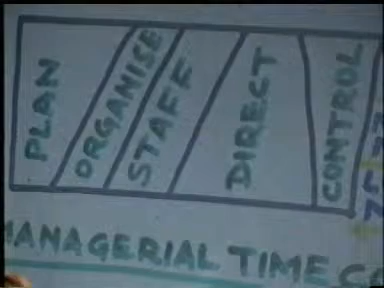 PLAN
ORGANISE
STAFF
DIRECT
CONTROL
MANAGERIAL TIME